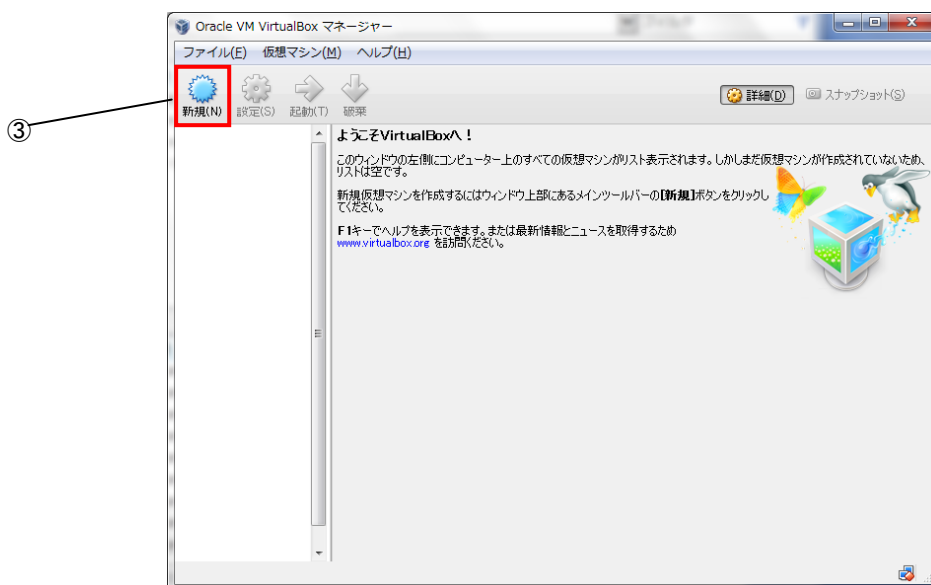 Oracle VM VirtualBox マネージャー
ファイル(F) 仮想マシン(M) ヘルプ(H)
新規(N) 設定(S) 起動(T) 破棄
詳細(D) スナップショット(S)
③
ようこそVirtualBoxへ！
このウィンドウの左側にコンピューター上のすべての仮想マシンがリスト表示されます。しかしまだ仮想マシンが作成されていないため、
リストは空です。
新規仮想マシンを作成するにはウィンドウ上部にあるメインツールバーの[新規]ボタンをクリックし
てください。
F1キーでヘルプを表示できます。または最新情報とニュースを取得するため
www.virtualbox.org を訪問ください。